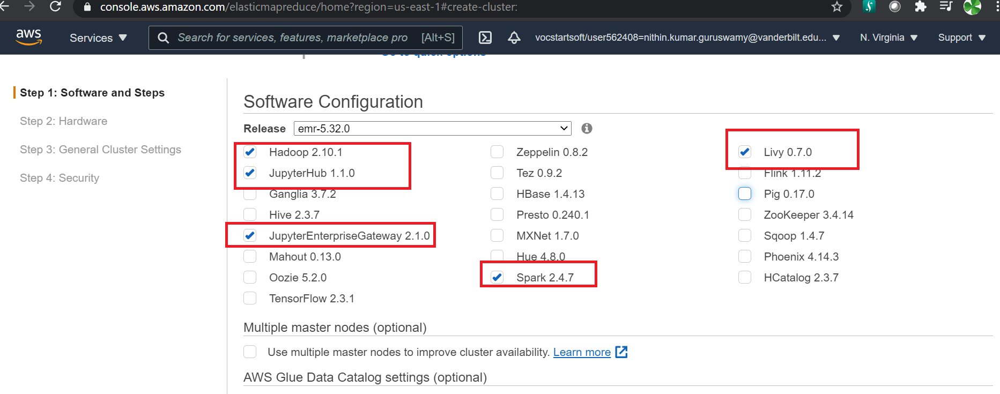 console.aws.amazon.com/elasticmapreduce/home?region=us-east-1#create-cluster:
aws
Services
Search for services, features, marketplace pro [Alt+S]
vocstartsoft/user562408=nithin.kumar.guruswamy@vanderbilt.edu...
N. Virginia
Support
Go to quick options
Step 1: Software and Steps
Step 2: Hardware
Step 3: General Cluster Settings
Step 4: Security
Software Configuration
Release emr-5.32.0
Hadoop 2.10.1
Zeppelin 0.8.2
Livy 0.7.0
JupyterHub 1.1.0
Tez 0.9.2
Flink 1.11.2
Ganglia 3.7.2
HBase 1.4.13
Pig 0.17.0
Hive 2.3.7
Presto 0.240.1
ZooKeeper 3.4.14
JupyterEnterpriseGateway 2.1.0
MXNet 1.7.0
Sqoop 1.4.7
Mahout 0.13.0
Hue 4.8.0
Phoenix 4.14.3
Oozie 5.2.0
Spark 2.4.7
HCatalog 2.3.7
TensorFlow 2.3.1
Multiple master nodes (optional)
Use multiple master nodes to improve cluster availability. Learn more
AWS Glue Data Catalog settings (optional)